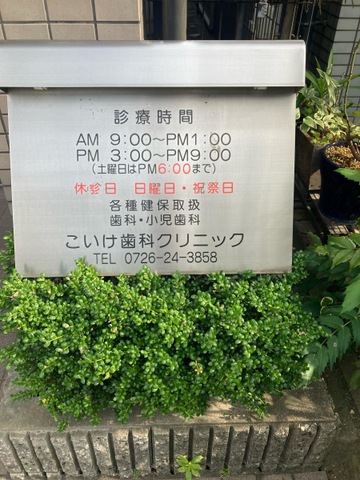 診療時間
AM 9:00〜PM1:00
PM 3:00〜PM9:00
(土曜日はPM6:00まで)
休診日 日曜日・祝祭日
各種健保取扱
歯科・小児歯科
こいけ歯科クリニック
TEL 0726-24-3858